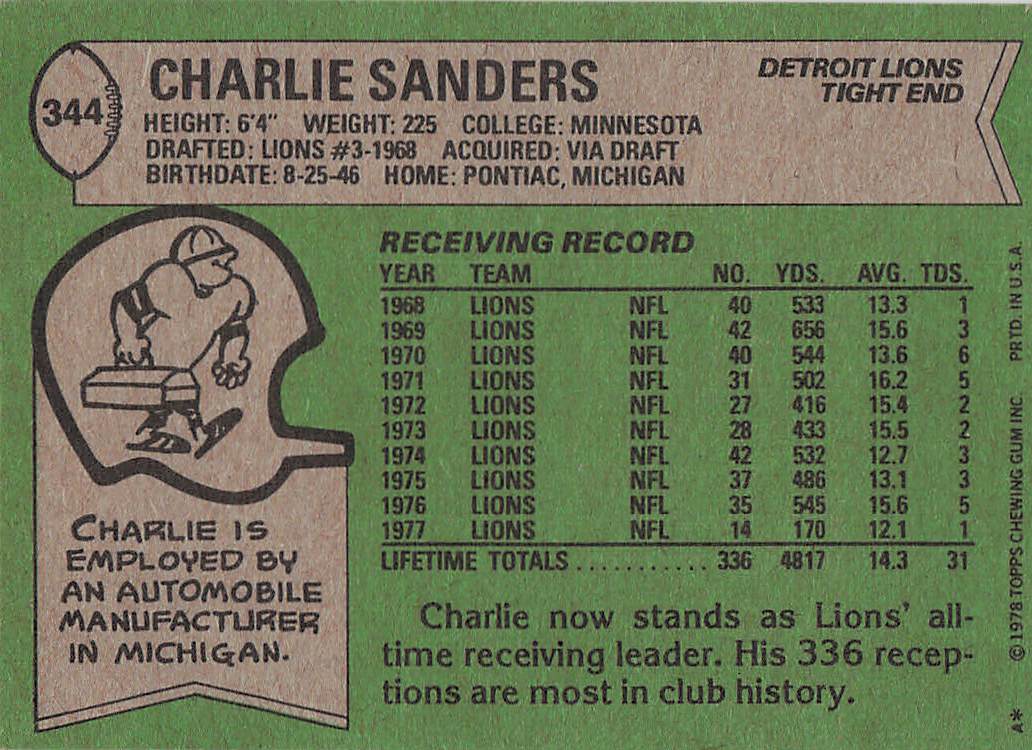 344
CHARLIE SANDERS
DETROIT LIONS
TIGHT END
HEIGHT: 6'4" WEIGHT: 225 COLLEGE: MINNESOTA
DRAFTED: LIONS #3-1968 ACQUIRED: VIA DRAFT
BIRTHDATE: 8-25-46 HOME: PONTIAC, MICHIGAN
RECEIVING RECORD
YEAR TEAM NO. YDS. AVG. TDS.
1968 LIONS NFL 40 533 13.3 1
1969 LIONS NFL 42 656 15.6 3
1970 LIONS NFL 40 544 13.6 6
1971 LIONS NFL 31 502 16.2 5
1972 LIONS NFL 27 416 15.4 2
1973 LIONS NFL 28 433 15.5 2
1974 LIONS NFL 42 532 12.7 3
1975 LIONS NFL 37 486 13.1 3
1976 LIONS NFL 35 545 15.6 5
1977 LIONS NFL 14 170 12.1 1
LIFETIME TOTALS ........... 336 4817 14.3 31
CHARLIE IS
EMPLOYED BY
AN AUTOMOBILE
MANUFACTURER
IN MICHIGAN.
Charlie now stands as Lions' all-
time receiving leader. His 336 recep-
tions are most in club history.
A* © 1978 TOPPS CHEWING GUM INC. PRTD. IN U.S.A.